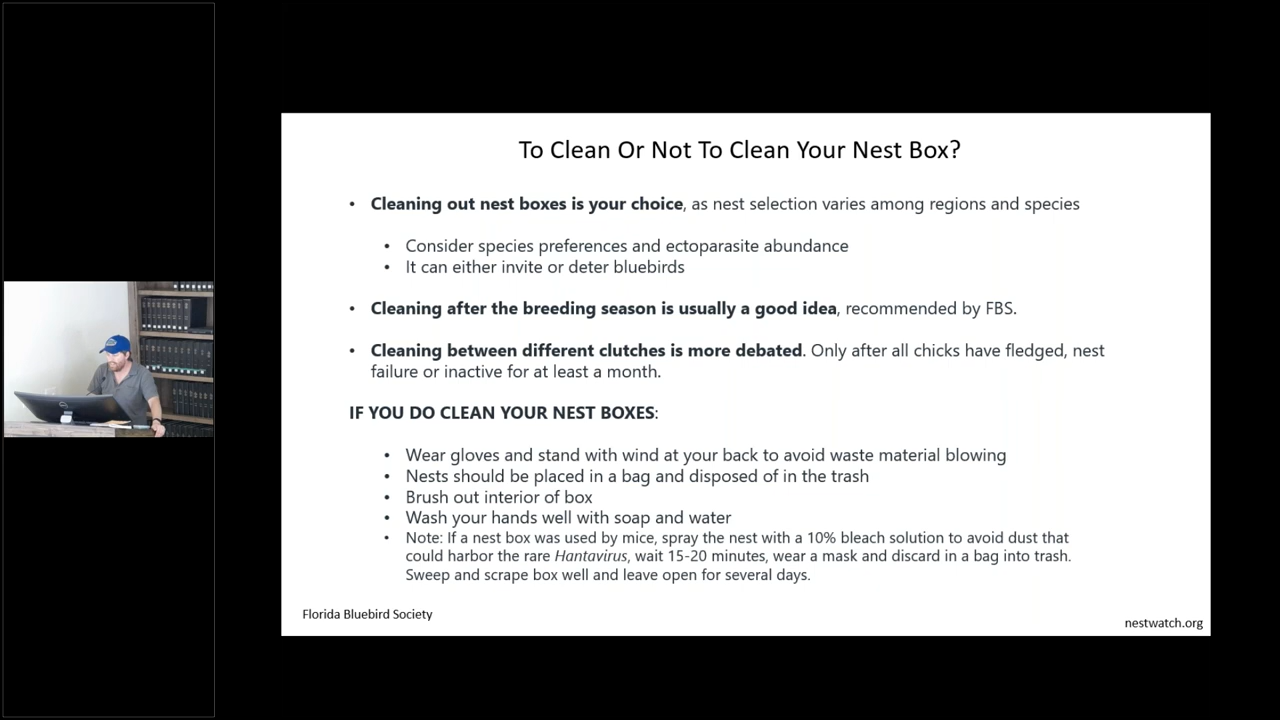 To Clean Or Not To Clean Your Nest Box?
• Cleaning out nest boxes is your choice, as nest selection varies among regions and species
• Consider species preferences and ectoparasite abundance
• It can either invite or deter bluebirds
• Cleaning after the breeding season is usually a good idea, recommended by FBS.
• Cleaning between different clutches is more debated. Only after all chicks have fledged, nest
failure or inactive for at least a month.
IF YOU DO CLEAN YOUR NEST BOXES:
• Wear gloves and stand with wind at your back to avoid waste material blowing
• Nests should be placed in a bag and disposed of in the trash
• Brush out interior of box
• Wash your hands well with soap and water
• Note: If a nest box was used by mice, spray the nest with a 10% bleach solution to avoid dust that
could harbor the rare Hantavirus, wait 15-20 minutes, wear a mask and discard in a bag into trash.
Sweep and scrape box well and leave open for several days.
Florida Bluebird Society
nestwatch.org